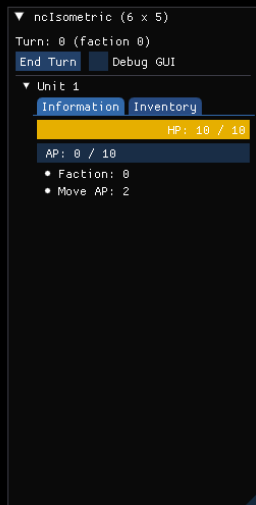 ncIsometric (6 x 5)
Turn: 0 (faction 0)
End Turn Debug GUI
Unit 1
Information Inventory
HP: 10 / 10
AP: 0 / 10
Faction: 0
Move AP: 2